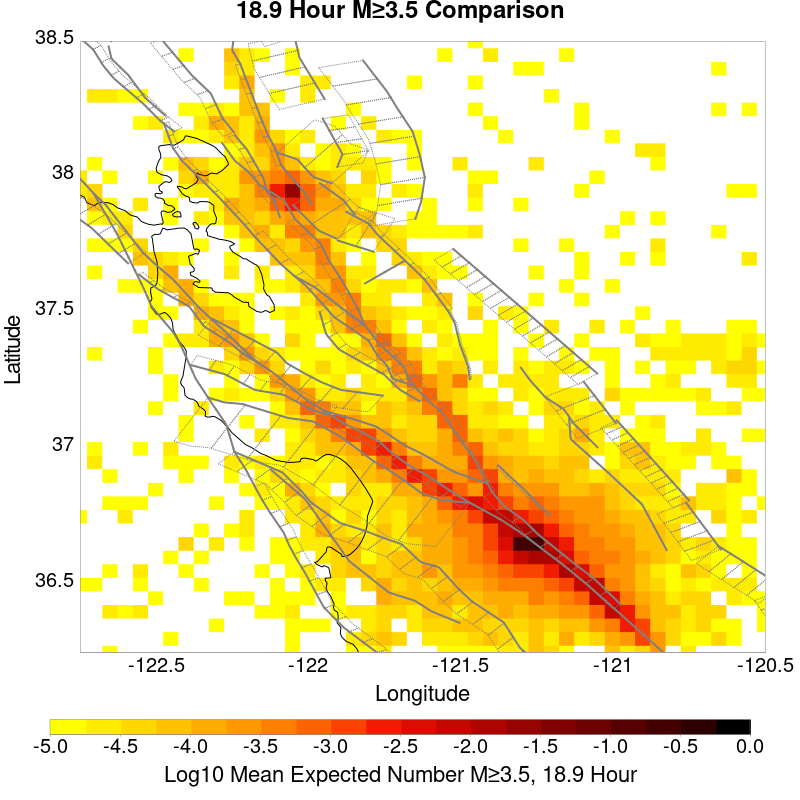 18.9 Hour M≥3.5 Comparison
38.5
38
37.5
37
36.5
Latitude
-122.5 -122 -121.5 -121 -120.5
Longitude
-5.0 -4.5 -4.0 -3.5 -3.0 -2.5 -2.0 -1.5 -1.0 -0.5 0.0
Log10 Mean Expected Number M≥3.5, 18.9 Hour